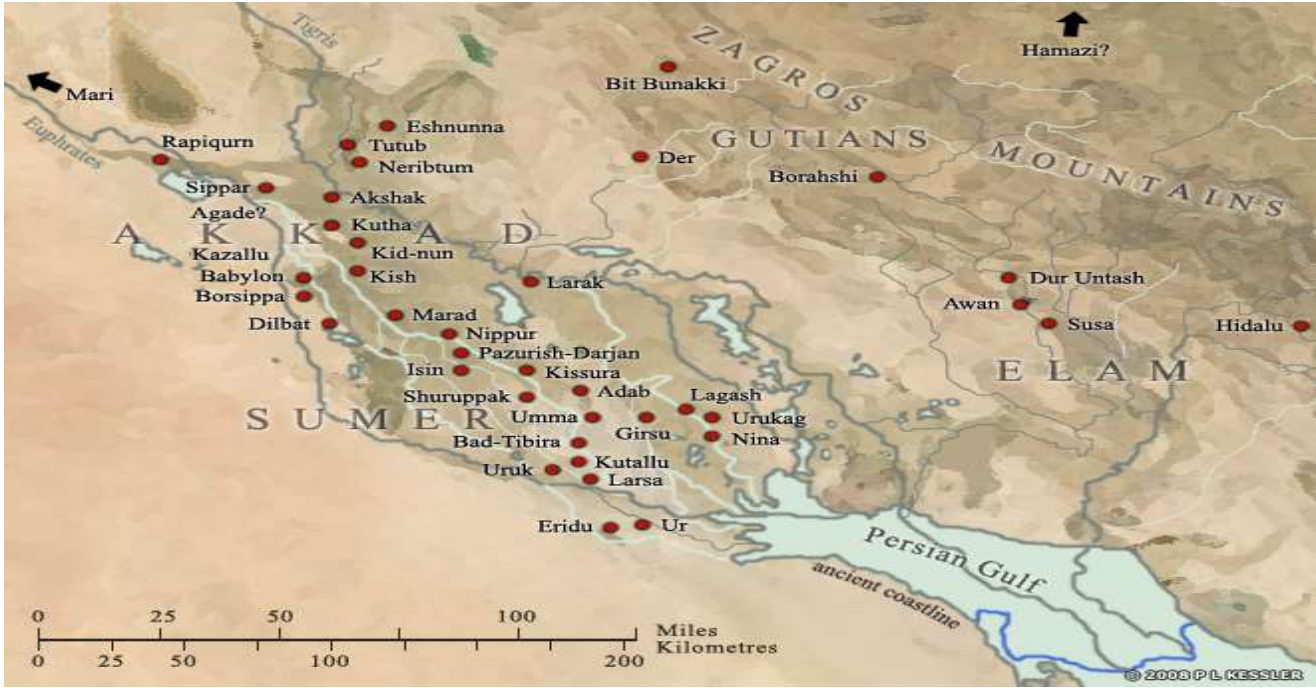 Tigris
ZAGROS
Hamazi?
Mari
Bit Bunakki
Euphrates
Eshnunna
Rapiqurn
Tutub
GUTIANS
MOUNTAINS
Neribtum
Der
Borahshi
Sippar
Akshak
Agade?
Kutha
AKKAD
Kid-nun
Kazallu
Babylon
Kish
Larak
Dur Untash
Borsippa
Awan
Dilbat
Marad
Susa
Hidalu
Nippur
Pazurish-Darjan
Isin
Kissura
ELAM
Shuruppak
Adab
Lagash
SUMER
Umma
Urukag
Girsu
Bad-Tibira
Nina
Uruk
Kutallu
Larsa
Eridu
Ur
Persian Gulf
ancient coastline
0 25 50 100
Miles
Kilometres
0 25 50 100 200
© 2008 P L KESSLER